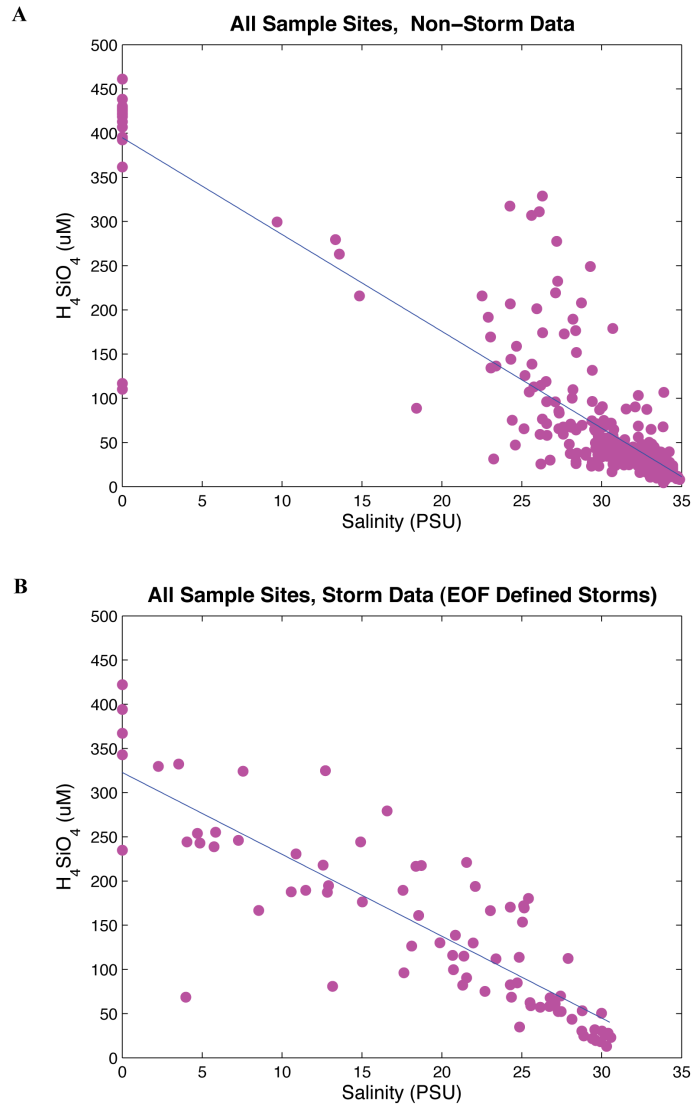 A
All Sample Sites, Non−Storm Data
500
450
400
350
300
250
200
150
100
50
0
H4SiO4 (uM)
0 5 10 15 20 25 30 35
Salinity (PSU)
B
All Sample Sites, Storm Data (EOF Defined Storms)
500
450
400
350
300
250
200
150
100
50
0
H4SiO4 (uM)
0 5 10 15 20 25 30 35
Salinity (PSU)